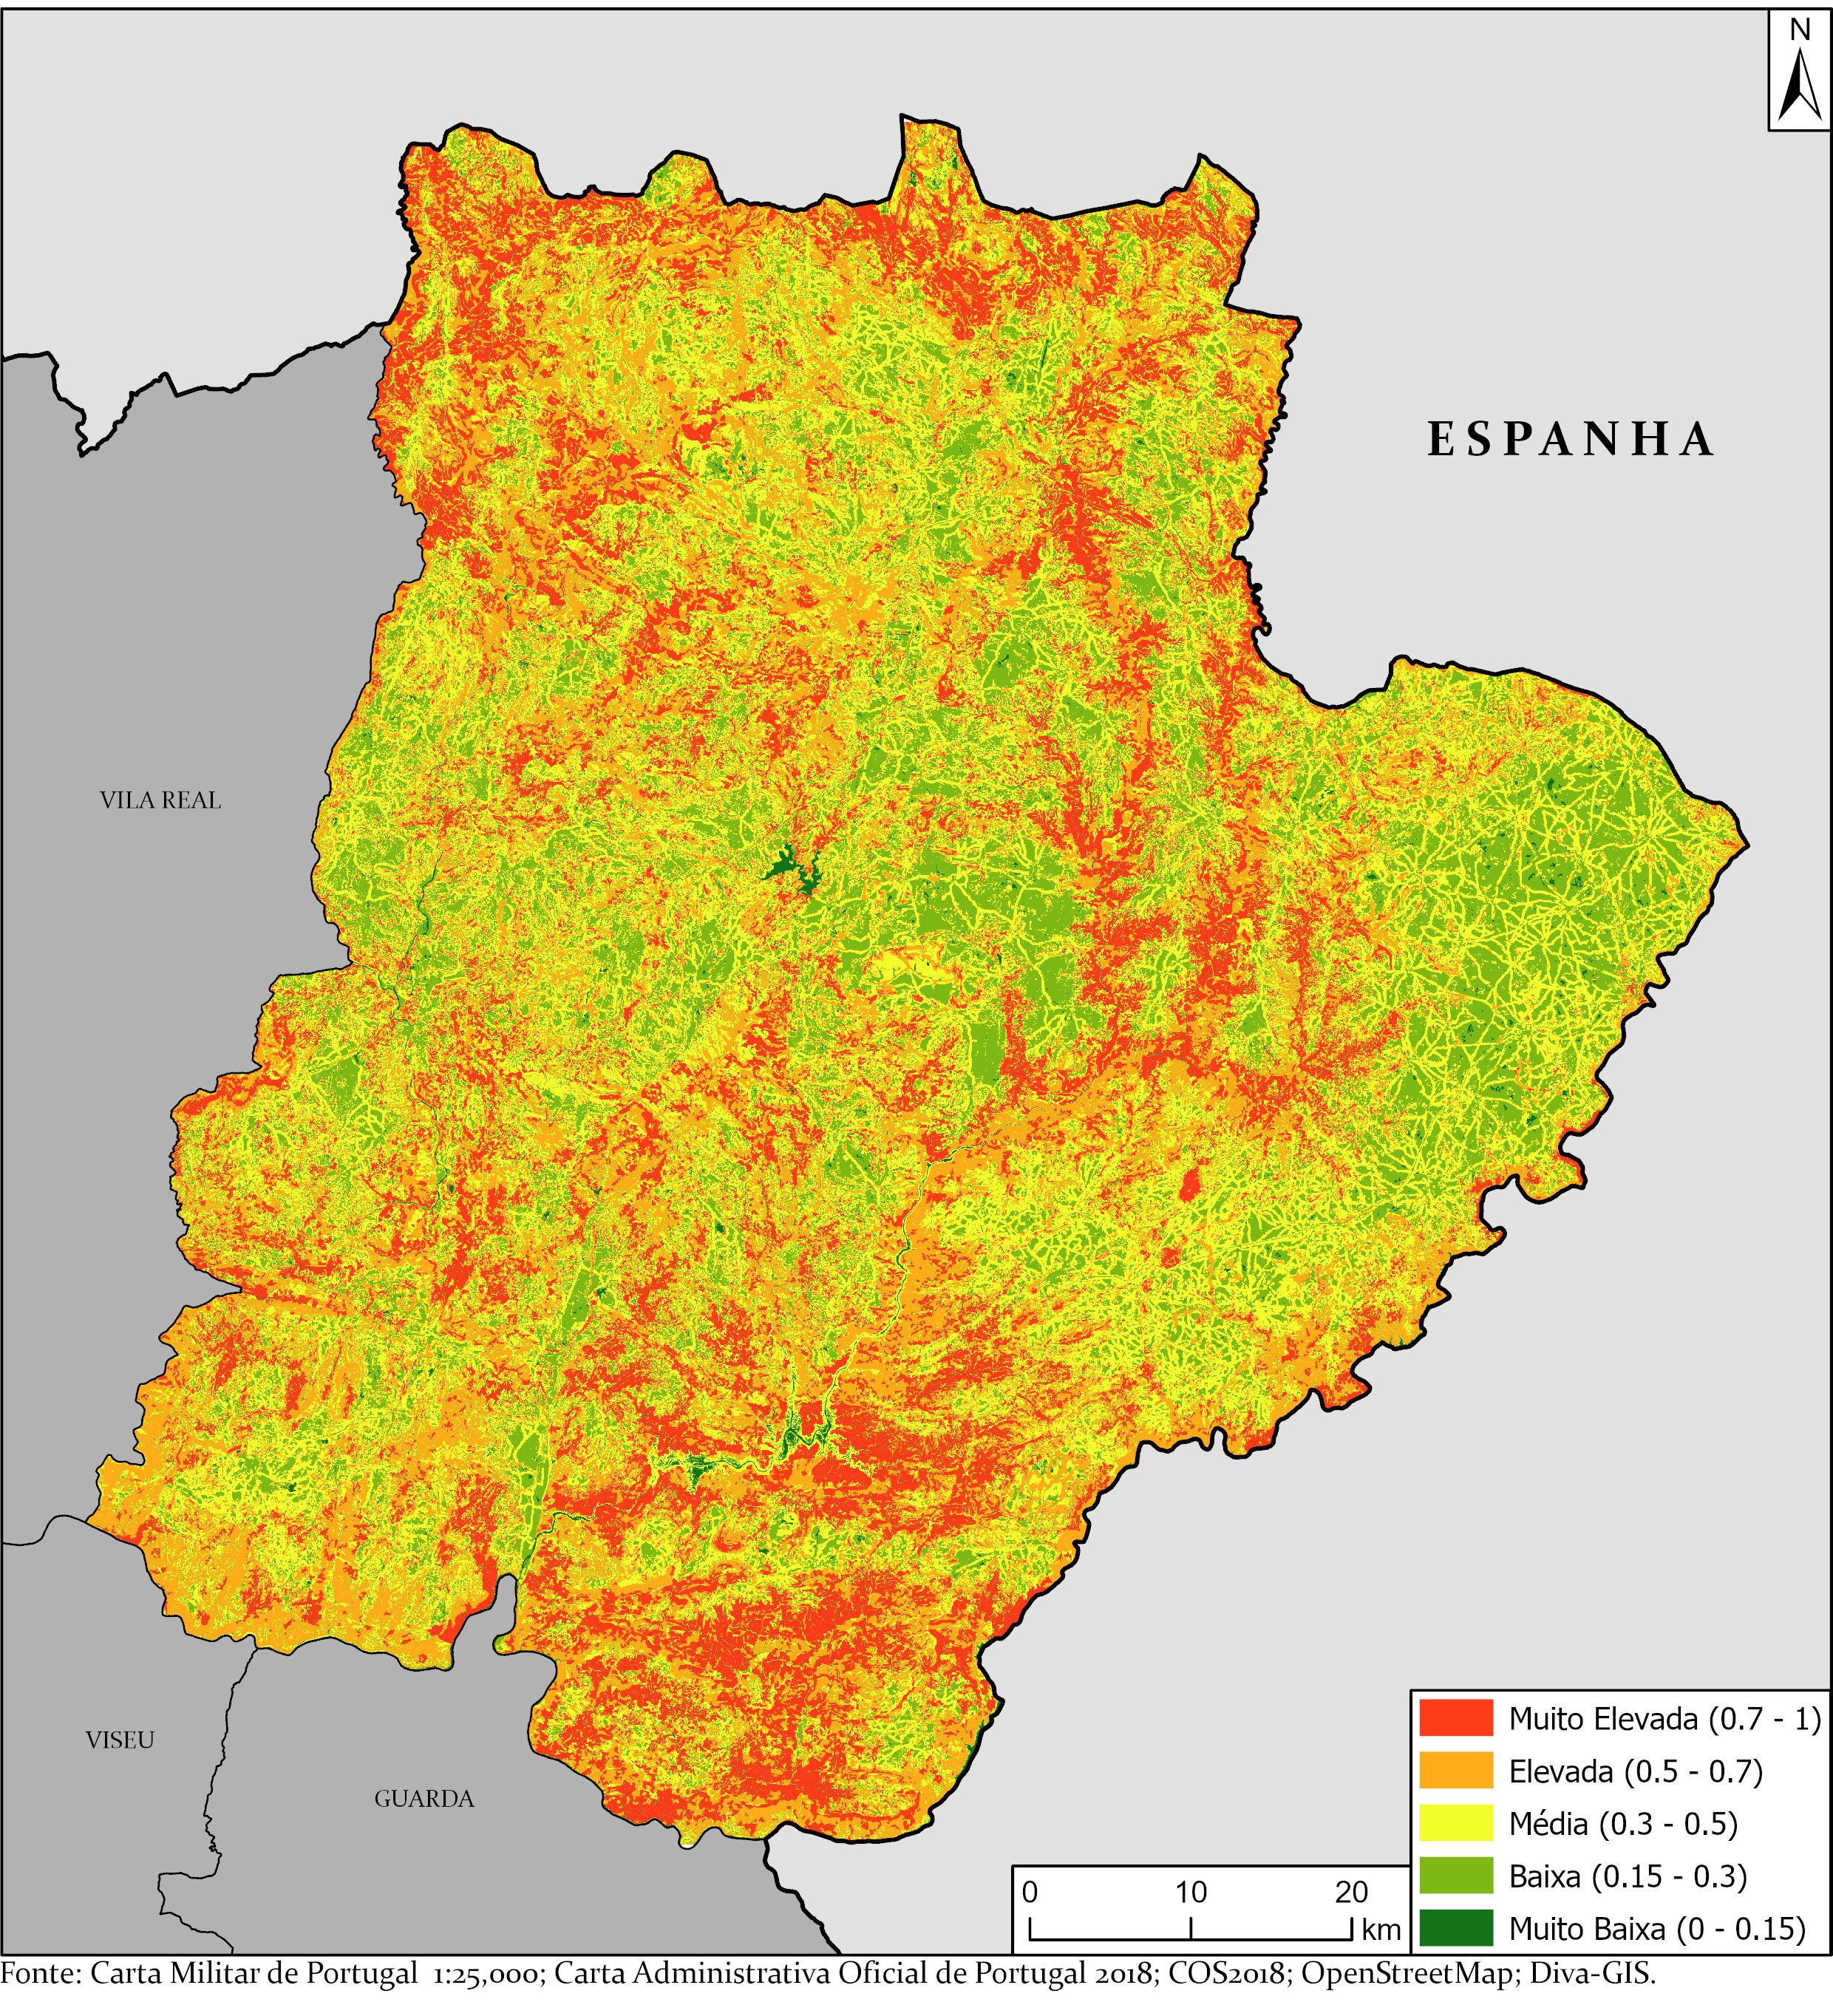 N
ESPANHA
VILA REAL
VISEU
GUARDA
Muito Elevada (0.7 - 1)
Elevada (0.5 - 0.7)
Média (0.3 - 0.5)
Baixa (0.15 - 0.3)
Muito Baixa (0 - 0.15)
0 10 20
km
Fonte: Carta Militar de Portugal 1:25,000; Carta Administrativa Oficial de Portugal 2018; COS2018; OpenStreetMap; Diva-GIS.